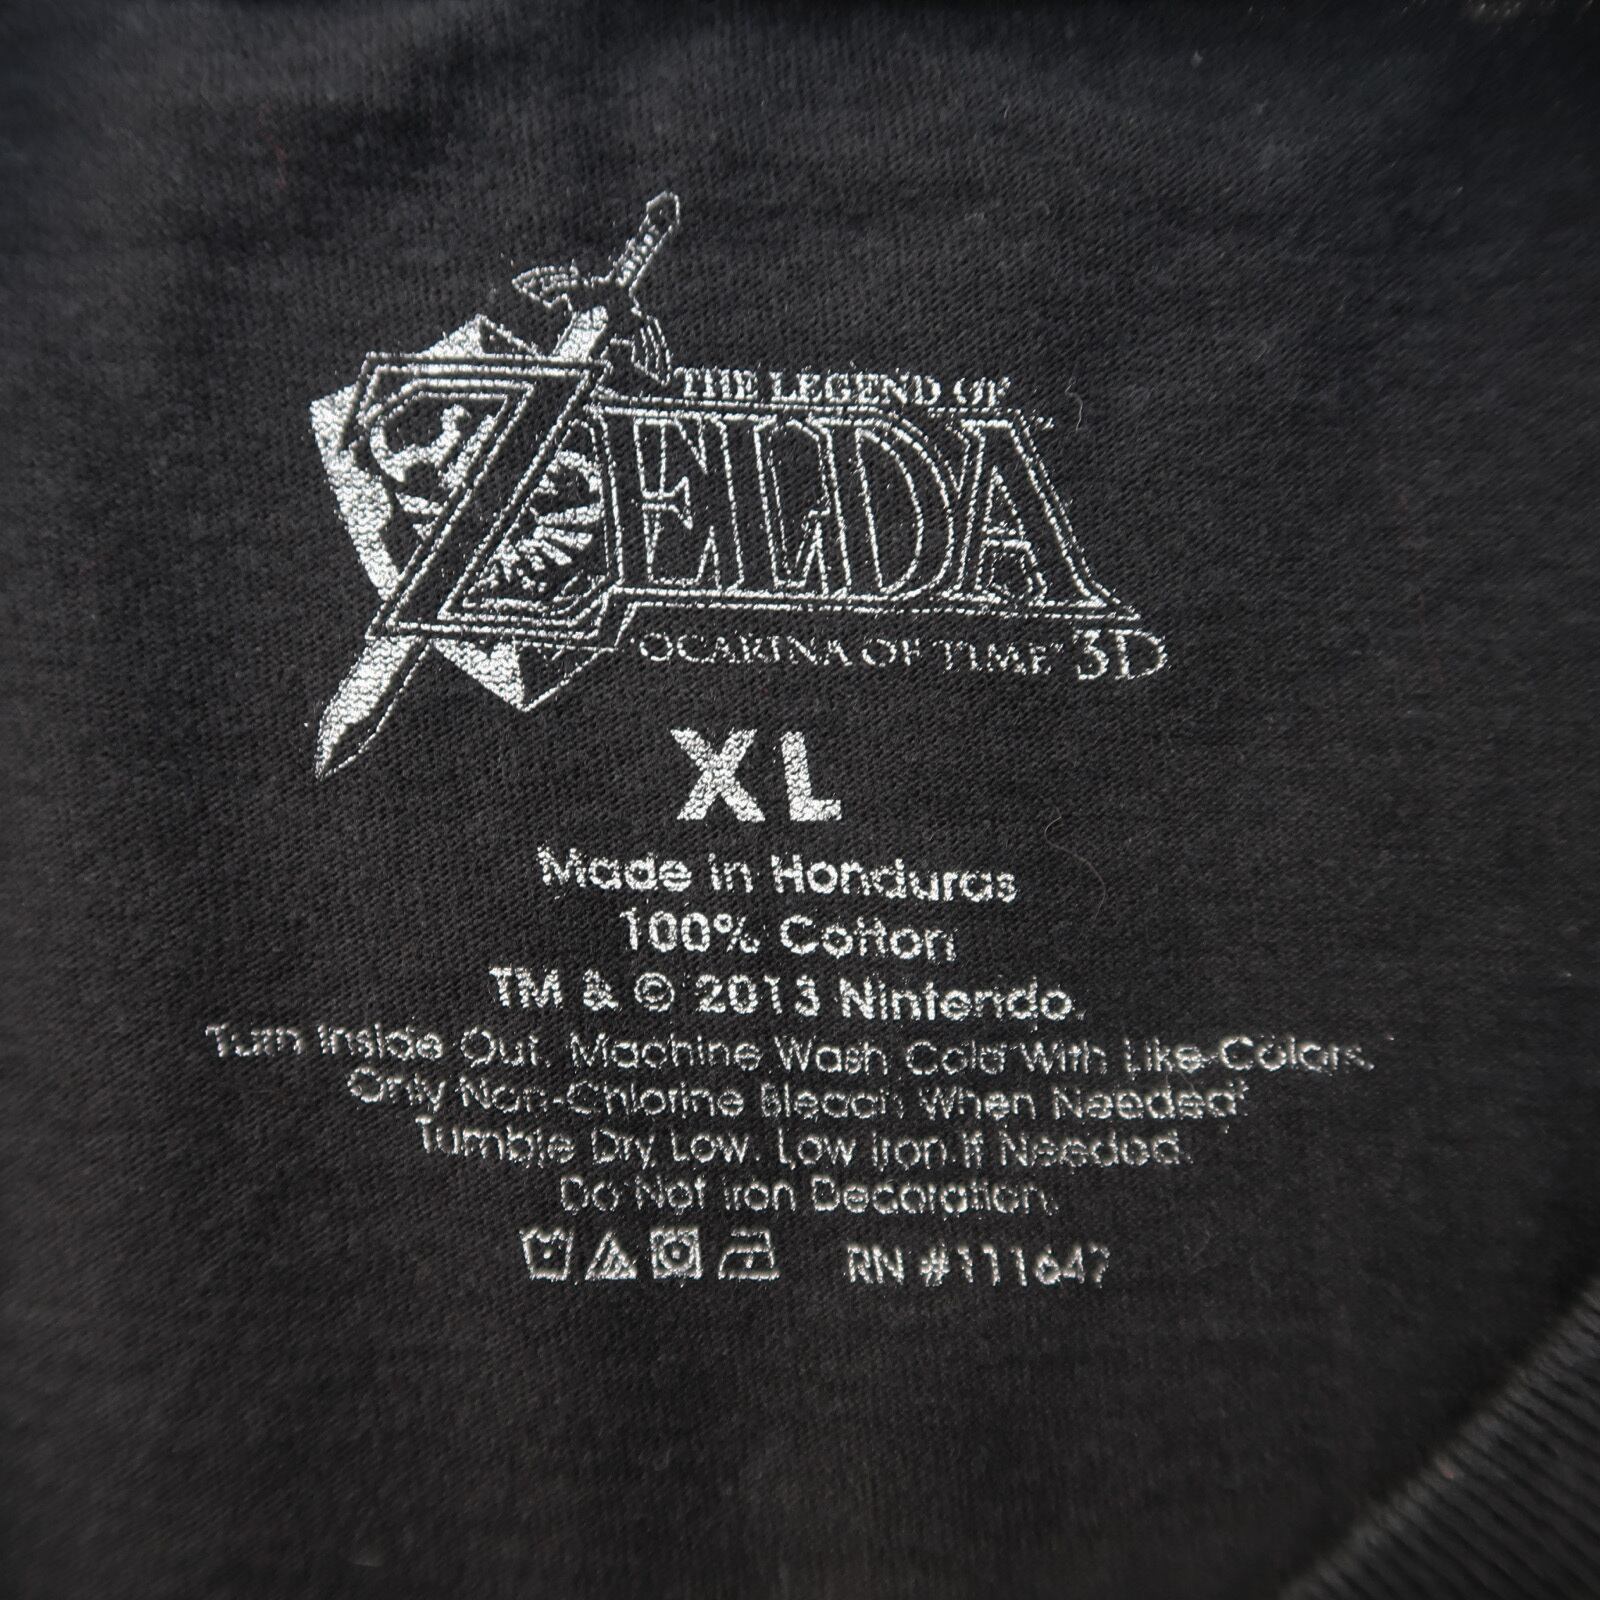 THE LEGEND OF
ZELDA
OCARINA OF TIME 3D
XL
Made in Honduras
100% Cotton
TM & © 2013 Nintendo.
Turn Inside Out. Machine Wash Cold With Like Colors.
Only Non-Chlorine Bleach When Needed.
Tumble Dry Low. Low Iron If Needed.
Do Not Iron Decoration.
RN #111647